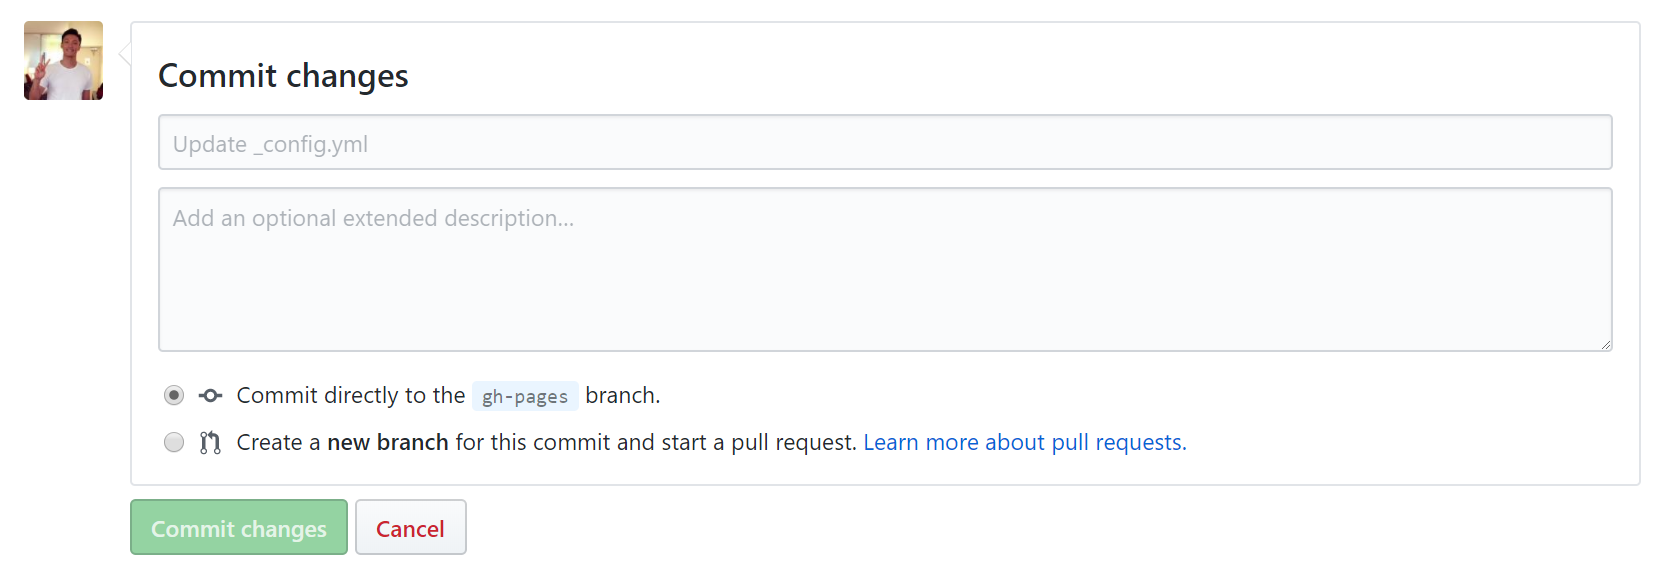 Commit changes
Update _config.yml
Add an optional extended description...
Commit directly to the gh-pages branch.
Create a new branch for this commit and start a pull request. Learn more about pull requests.
Commit changes Cancel